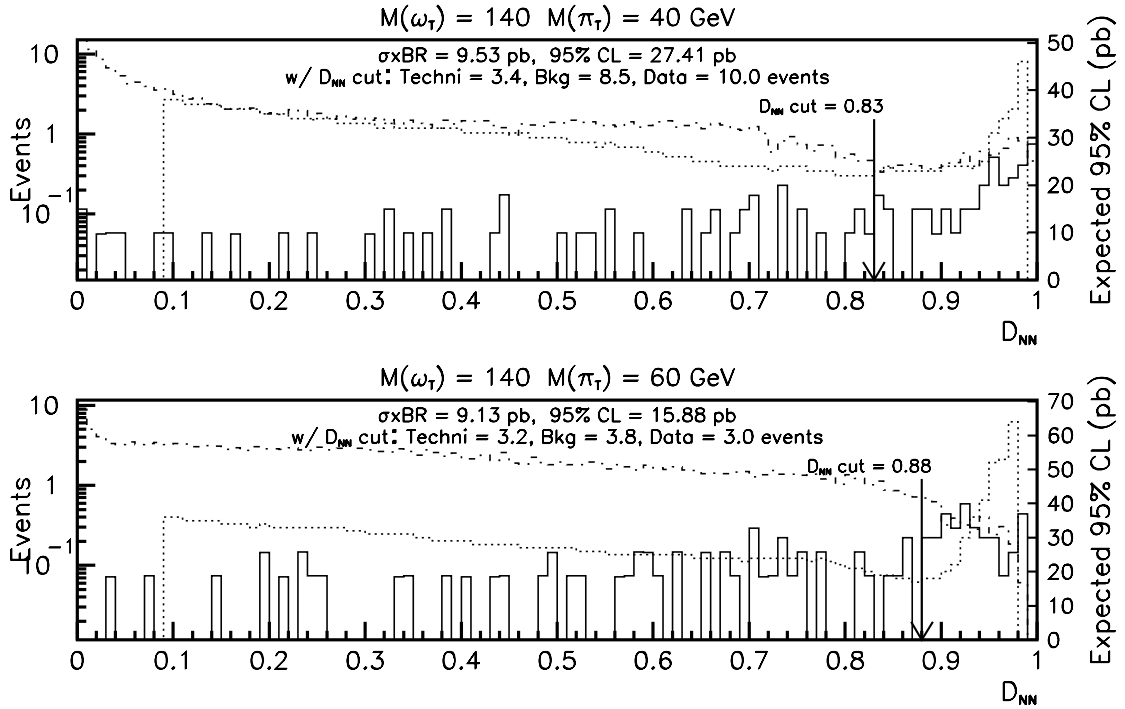 M(ω_T) = 140 M(π_T) = 40 GeV
σxBR = 9.53 pb, 95% CL = 27.41 pb
w/ D_NN cut: Techni = 3.4, Bkg = 8.5, Data = 10.0 events
D_NN cut = 0.83
Events
10
1
10⁻¹
Expected 95% CL (pb)
50
40
30
20
10
0
0 0.1 0.2 0.3 0.4 0.5 0.6 0.7 0.8 0.9 1
D_NN
M(ω_T) = 140 M(π_T) = 60 GeV
σxBR = 9.13 pb, 95% CL = 15.88 pb
w/ D_NN cut: Techni = 3.2, Bkg = 3.8, Data = 3.0 events
D_NN cut = 0.88
Events
10
1
10⁻¹
Expected 95% CL (pb)
70
60
50
40
30
20
10
0
0 0.1 0.2 0.3 0.4 0.5 0.6 0.7 0.8 0.9 1
D_NN